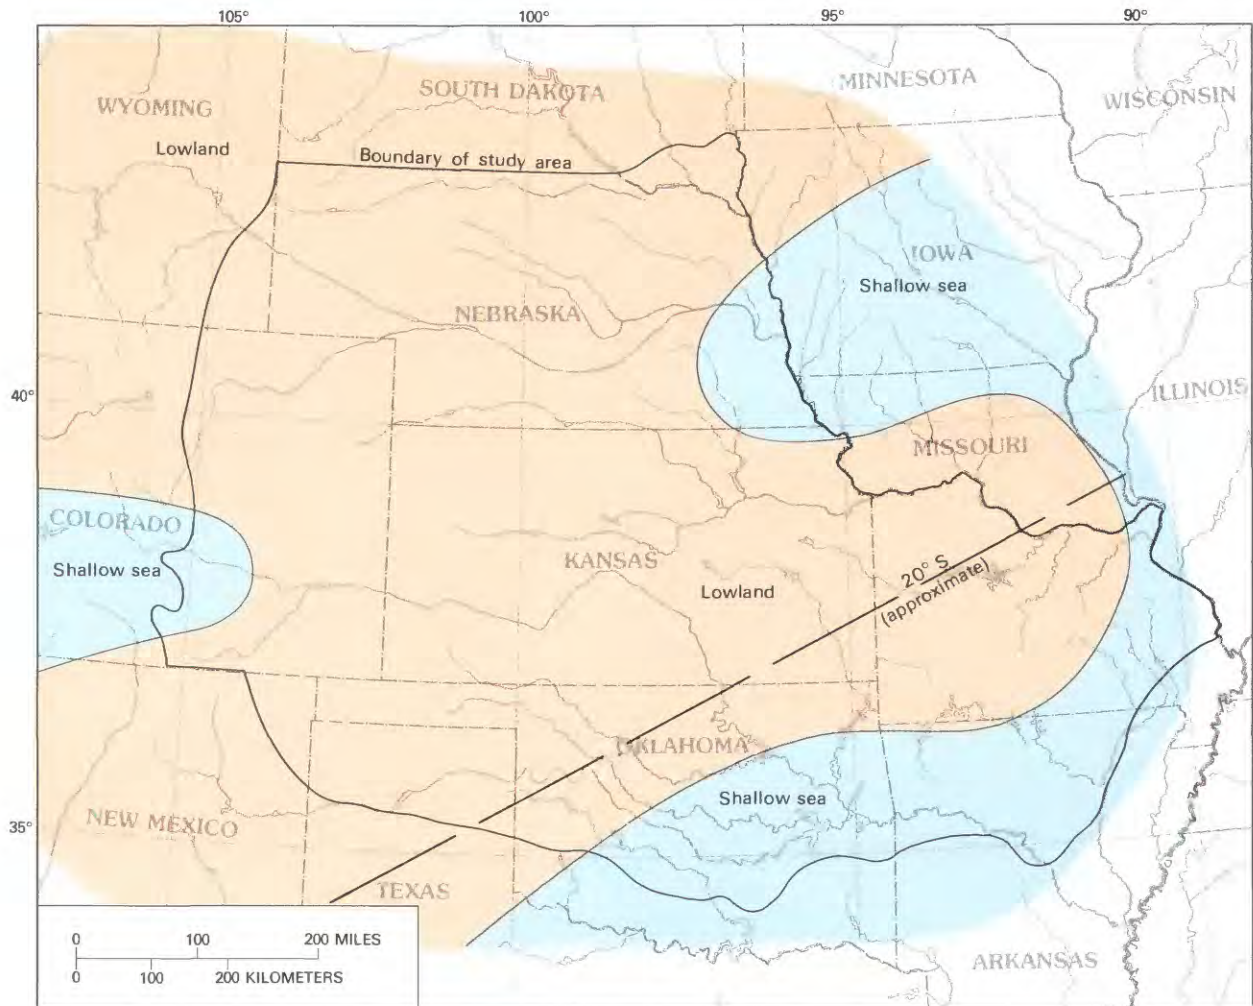 105° 100° 95° 90°
MINNESOTA
SOUTH DAKOTA
WISCONSIN
WYOMING
Lowland
Boundary of study area
IOWA
Shallow sea
NEBRASKA
40°
ILLINOIS
MISSOURI
COLORADO
Shallow sea
KANSAS
20° S.
(approximate)
Lowland
OKLAHOMA
Shallow sea
35°
NEW MEXICO
TEXAS
ARKANSAS
0 100 200 MILES
0 100 200 KILOMETERS